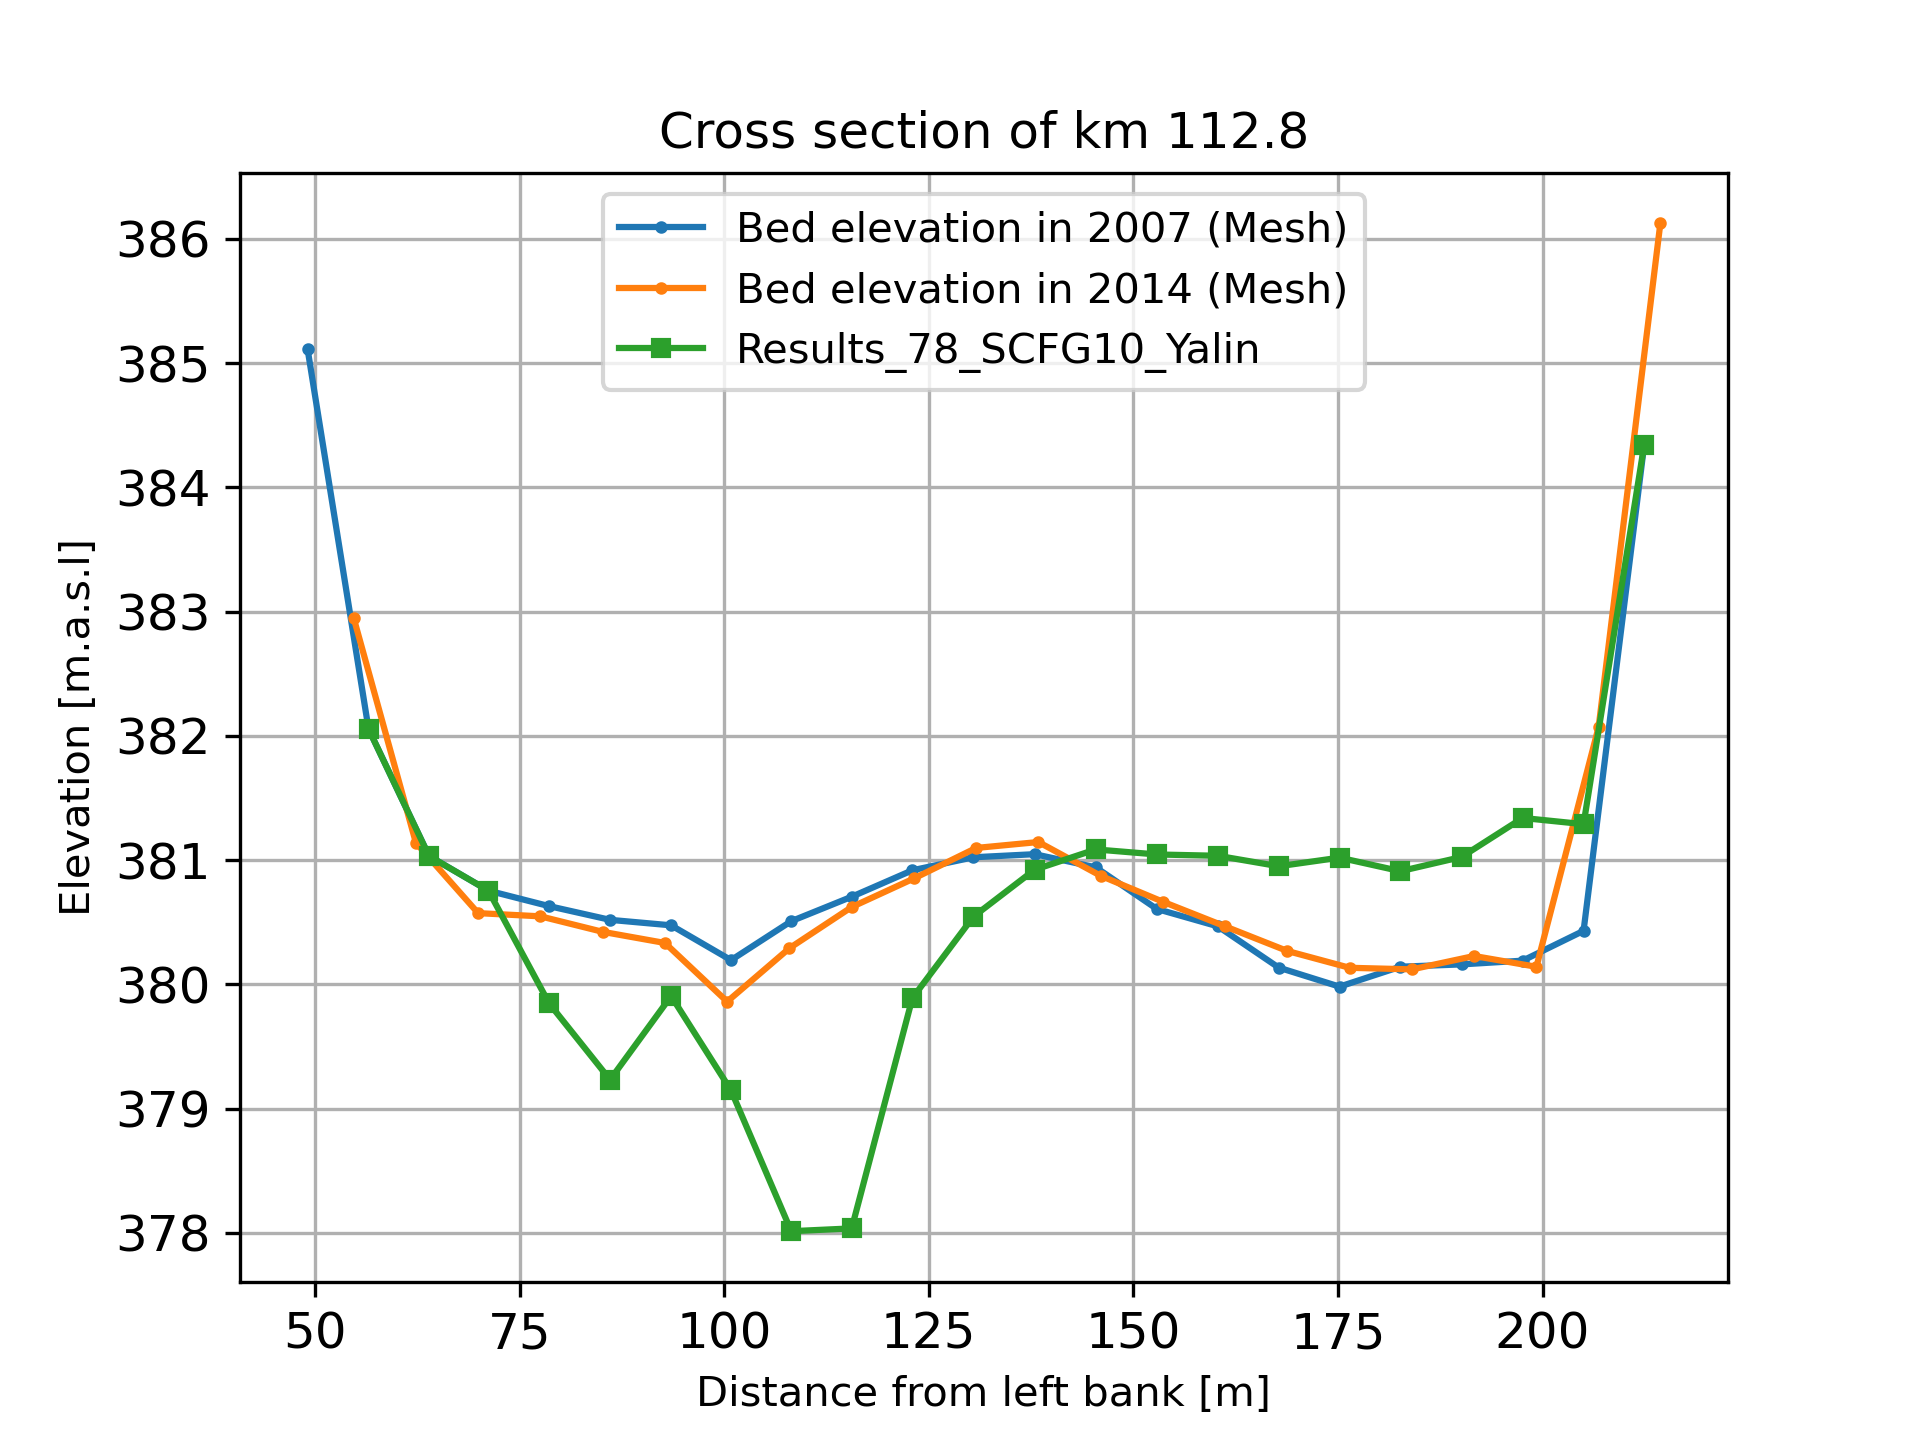 Cross section of km 112.8
Bed elevation in 2007 (Mesh)
Bed elevation in 2014 (Mesh)
Results_78_SCFG10_Yalin
Elevation [m.a.s.l]
386
385
384
383
382
381
380
379
378
50 75 100 125 150 175 200
Distance from left bank [m]